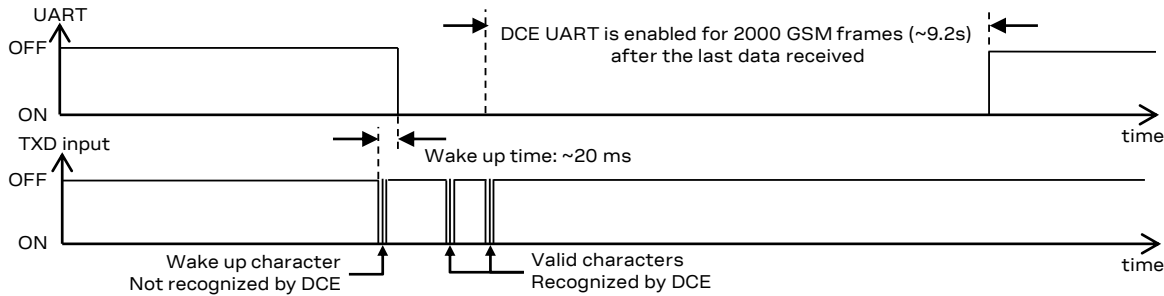 UART
OFF
DCE UART is enabled for 2000 GSM frames (~9.2s)
after the last data received
ON
time
TXD input
Wake up time: ~20 ms
OFF
ON
Wake up character
Not recognized by DCE
Valid characters
Recognized by DCE
time